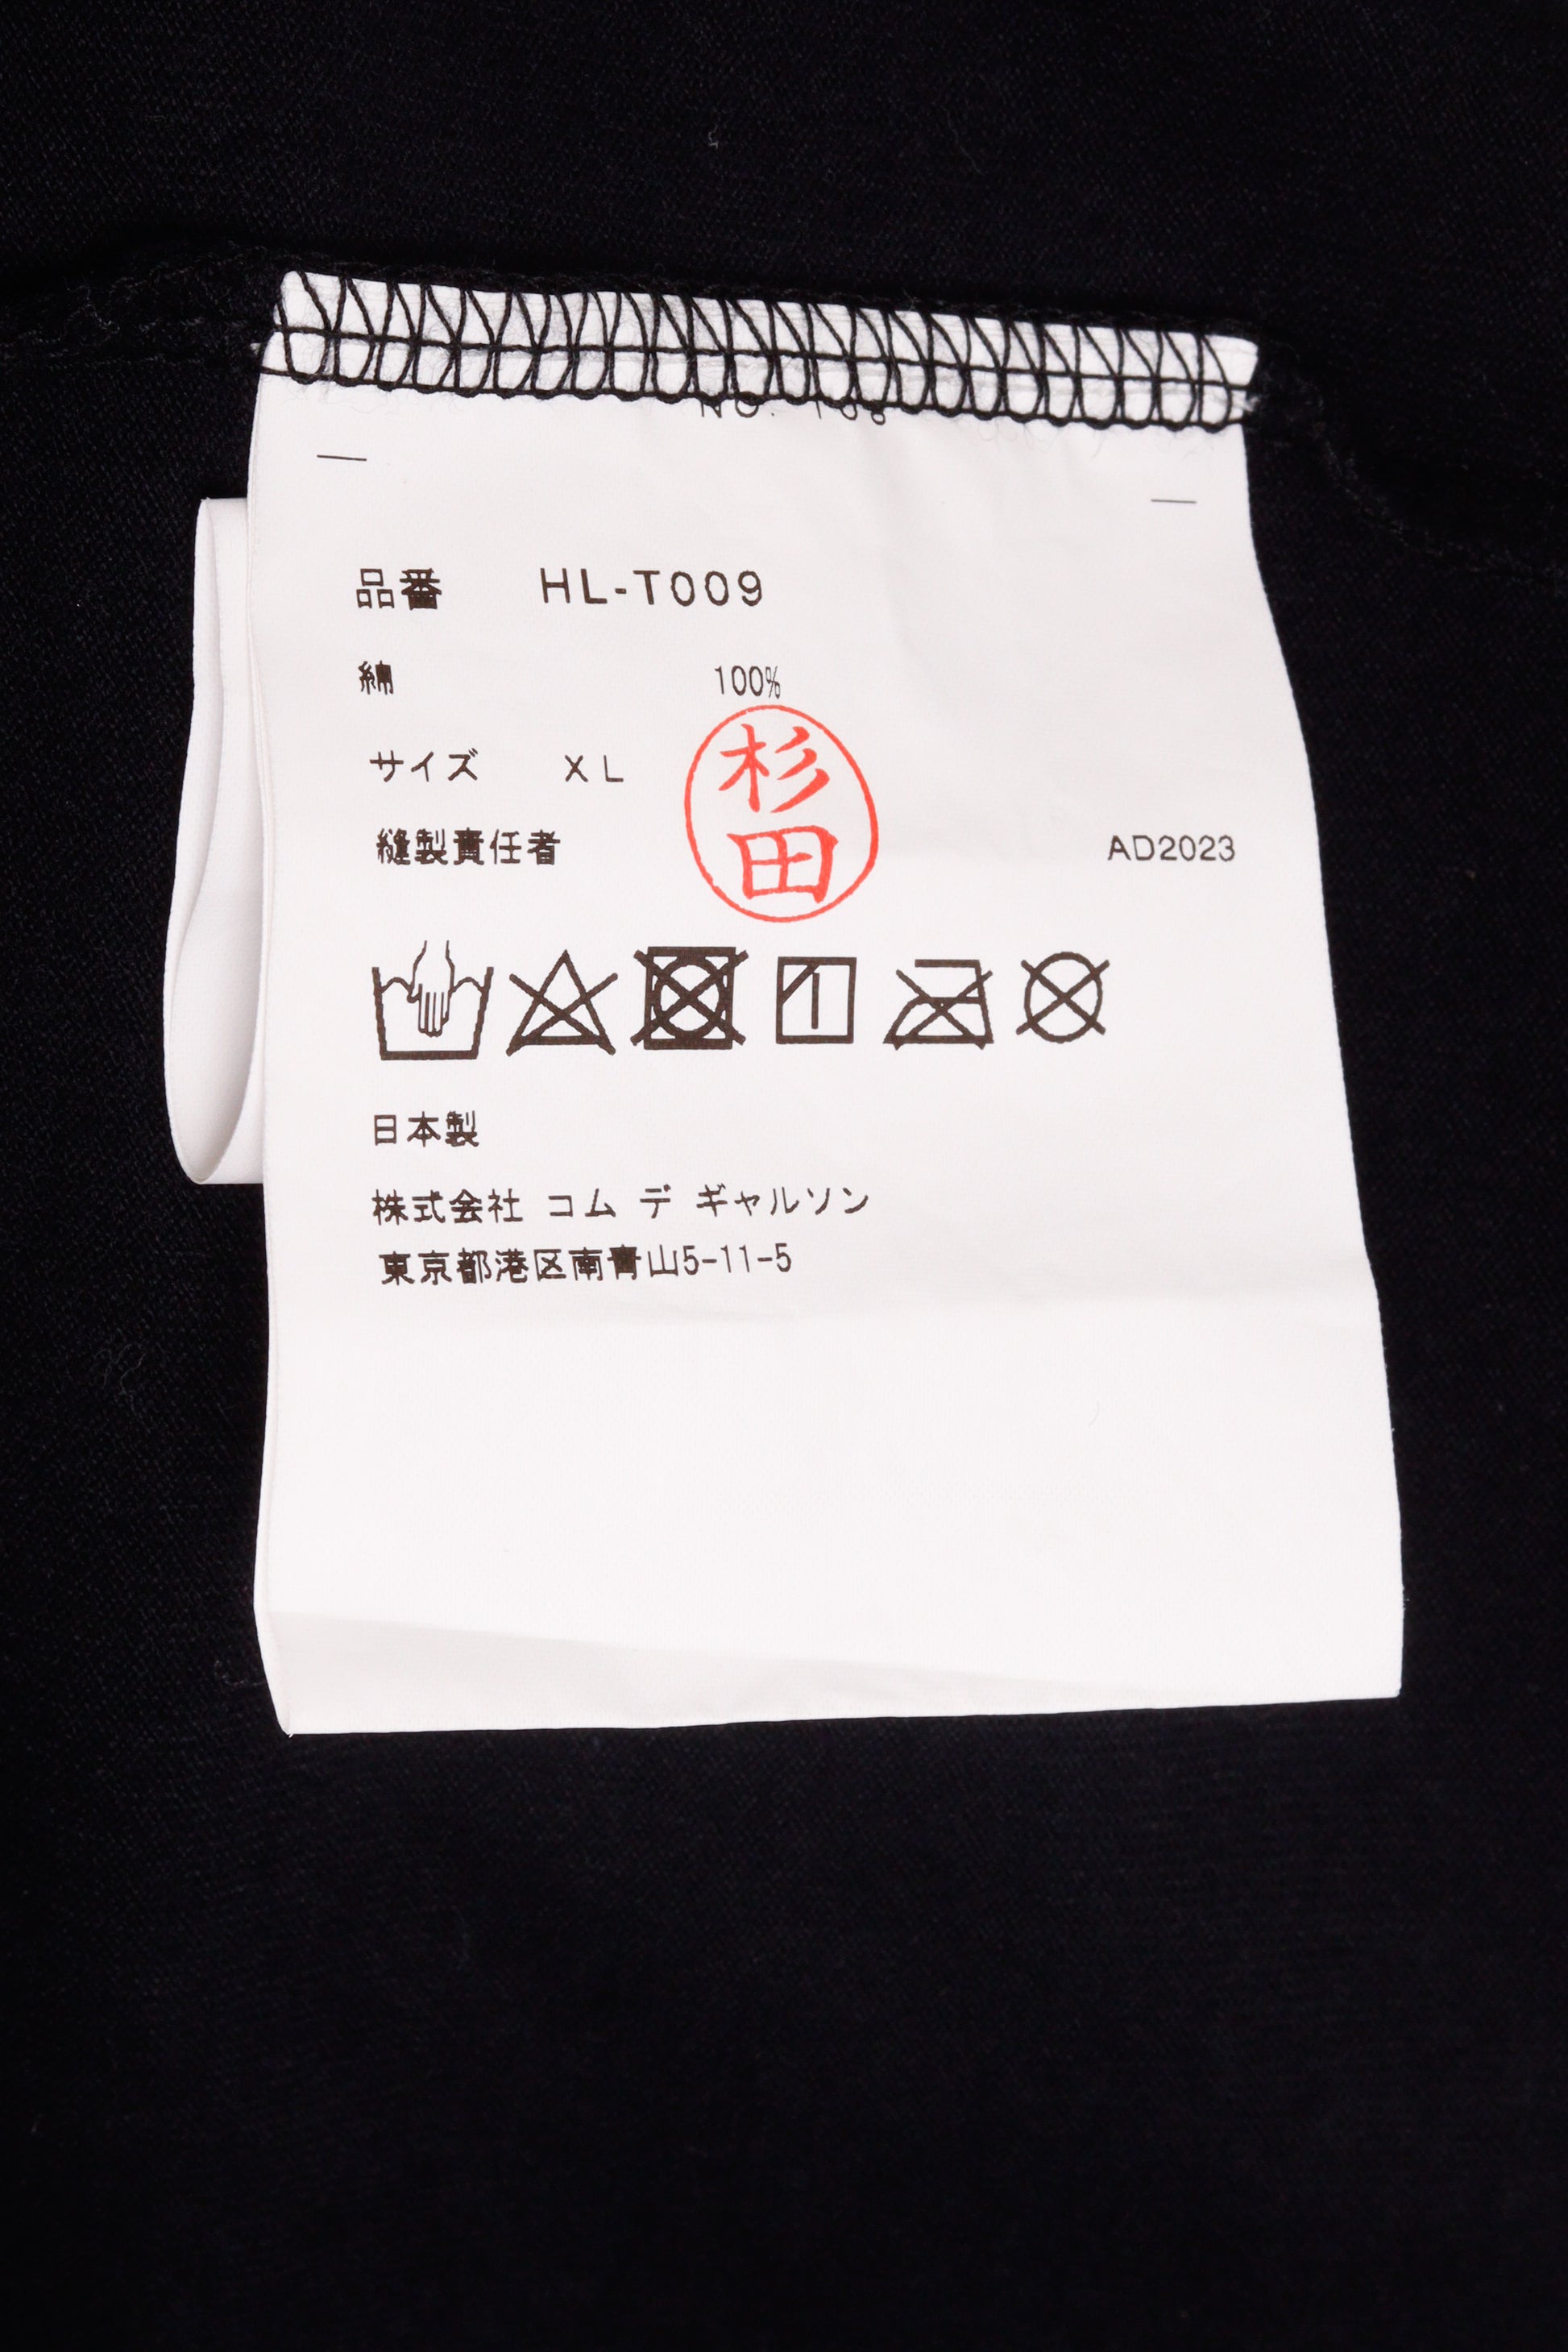 品番 HL-T009
綿 100%
サイズ XL
杉田
縫製責任者 AD2023
日本製
株式会社 コム デ ギャルソン
東京都港区南青山5-11-5